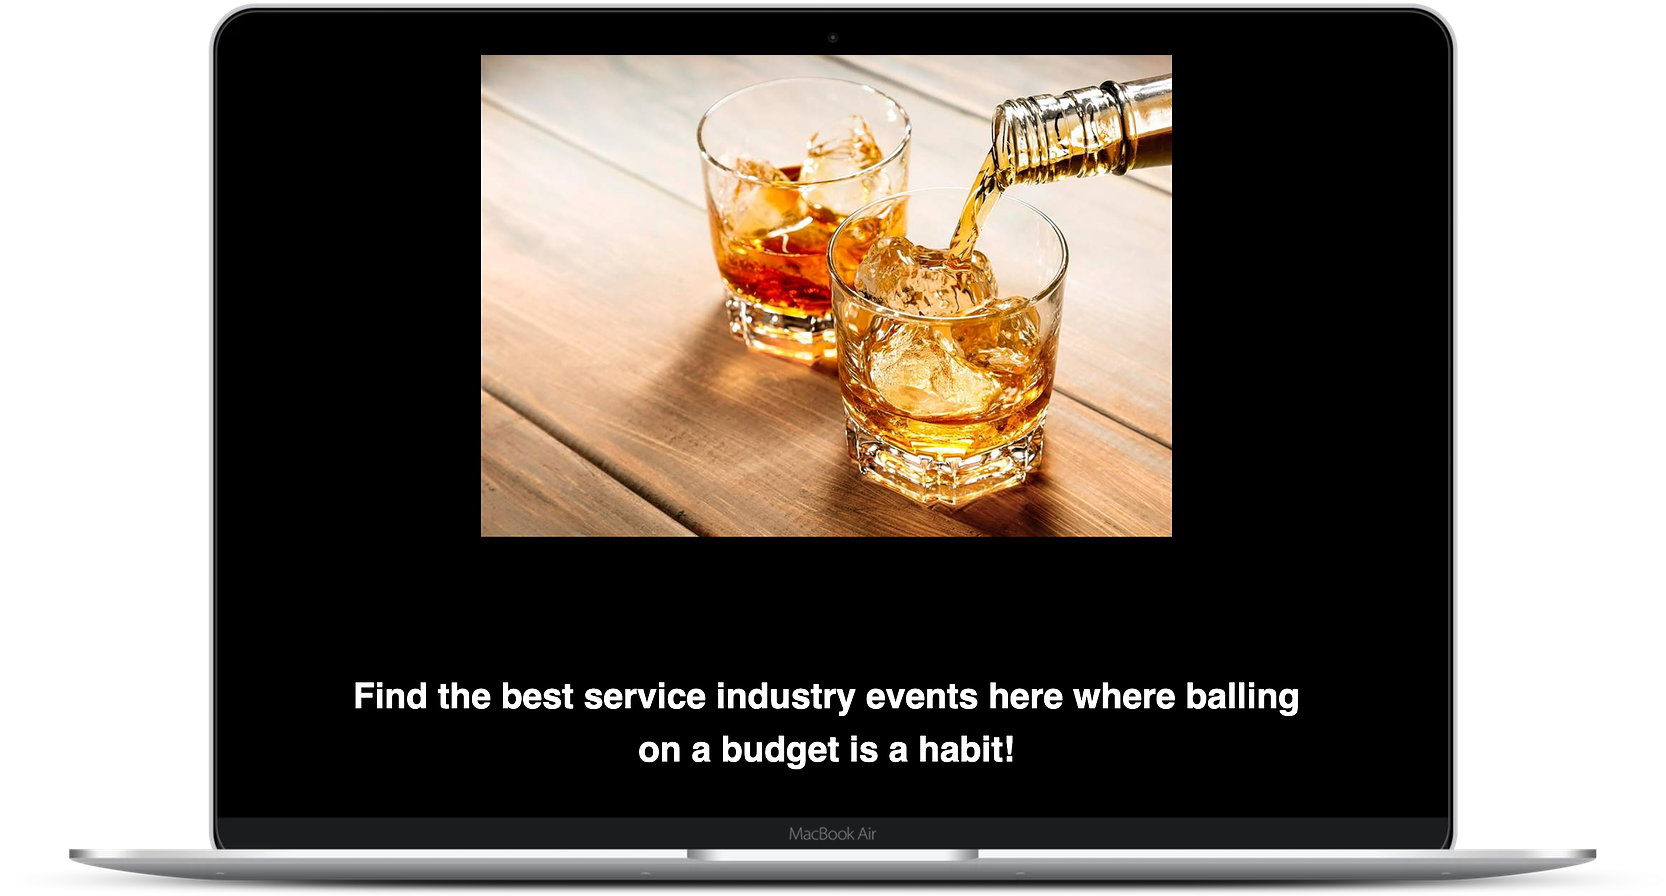 Find the best service industry events here where balling
on a budget is a habit!
MacBook Air